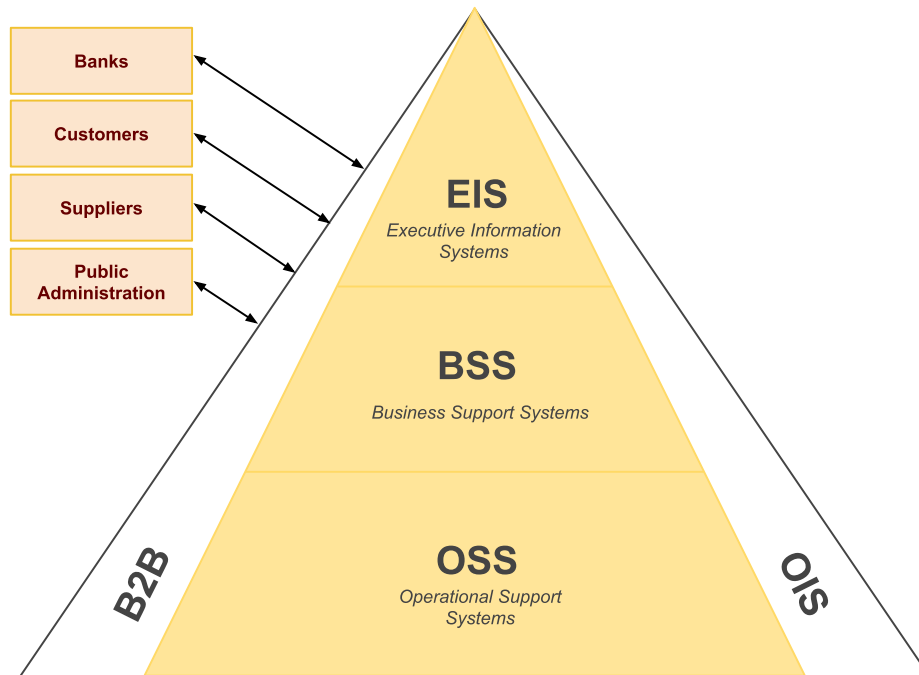 Banks
Customers
Suppliers
Public
Administration
EIS
Executive Information
Systems
BSS
Business Support Systems
OSS
Operational Support
Systems
B2B
OIS